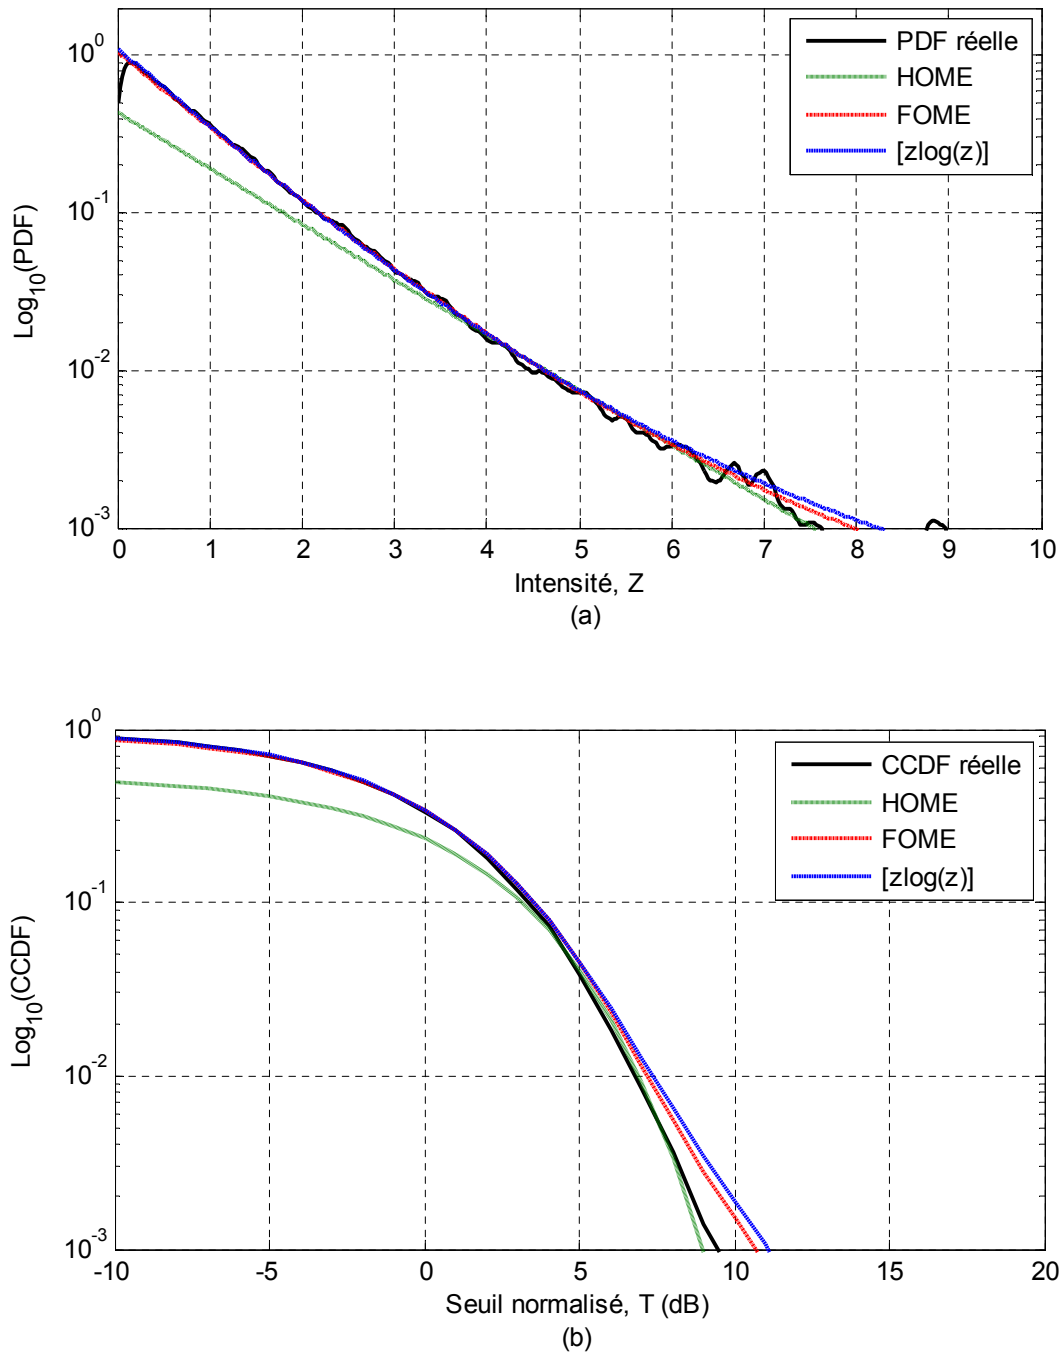 10^0
10^-1
10^-2
10^-3
Log10(PDF)
PDF réelle
HOME
FOME
[zlog(z)]
0 1 2 3 4 5 6 7 8 9 10
Intensité, Z
(a)
10^0
10^-1
10^-2
10^-3
Log10(CCDF)
CCDF réelle
HOME
FOME
[zlog(z)]
-10 -5 0 5 10 15 20
Seuil normalisé, T (dB)
(b)